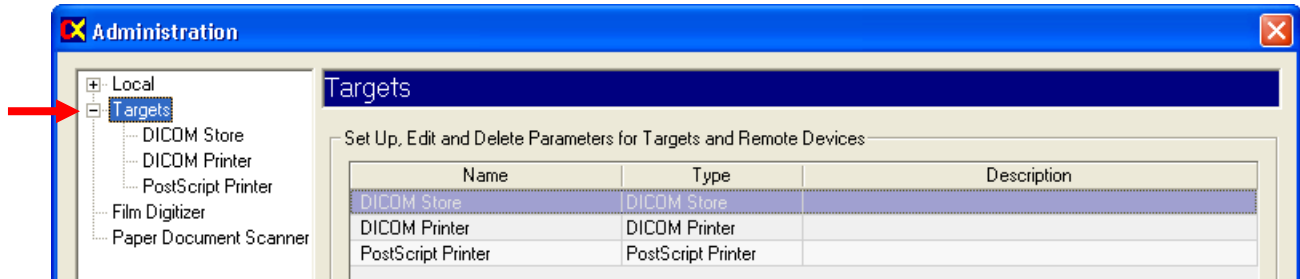 Administration
Local
Targets
DICOM Store
DICOM Printer
PostScript Printer
Film Digitizer
Paper Document Scanner
Targets
Set Up, Edit and Delete Parameters for Targets and Remote Devices
Name Type Description
DICOM Store DICOM Store
DICOM Printer DICOM Printer
PostScript Printer PostScript Printer